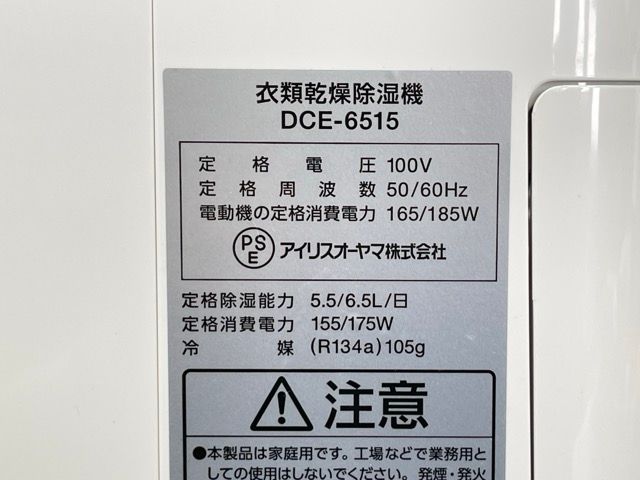 衣類乾燥除湿機
DCE-6515
定格電圧 100V
定格周波数 50/60Hz
電動機の定格消費電力 165/185W
PSE アイリスオーヤマ株式会社
定格除湿能力 5.5/6.5L/日
定格消費電力 155/175W
冷媒 (R134a)105g
注意
●本製品は家庭用です。工場などで業務用と
しての使用はしないでください。発煙・発火